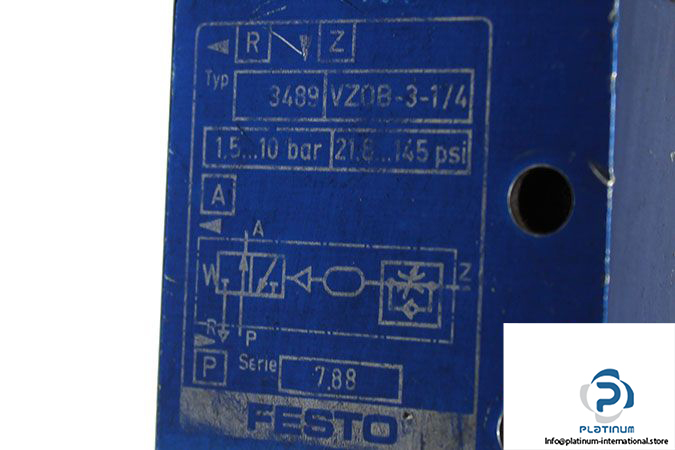 R Z
Typ 3489 VZOB-3-1/4
1,5...10 bar 21,8...145 psi
A
A
W Z
R P
P Serie 7.88
FESTO
PLATINUM
info@platinum-international.store